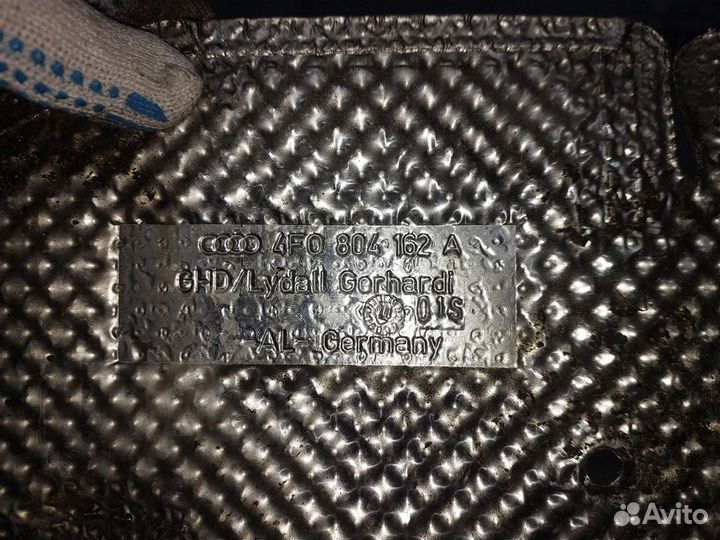 4F0 804 162 A
GHD/Lydall Gerhardi
01S
-AL- Germany
Avito